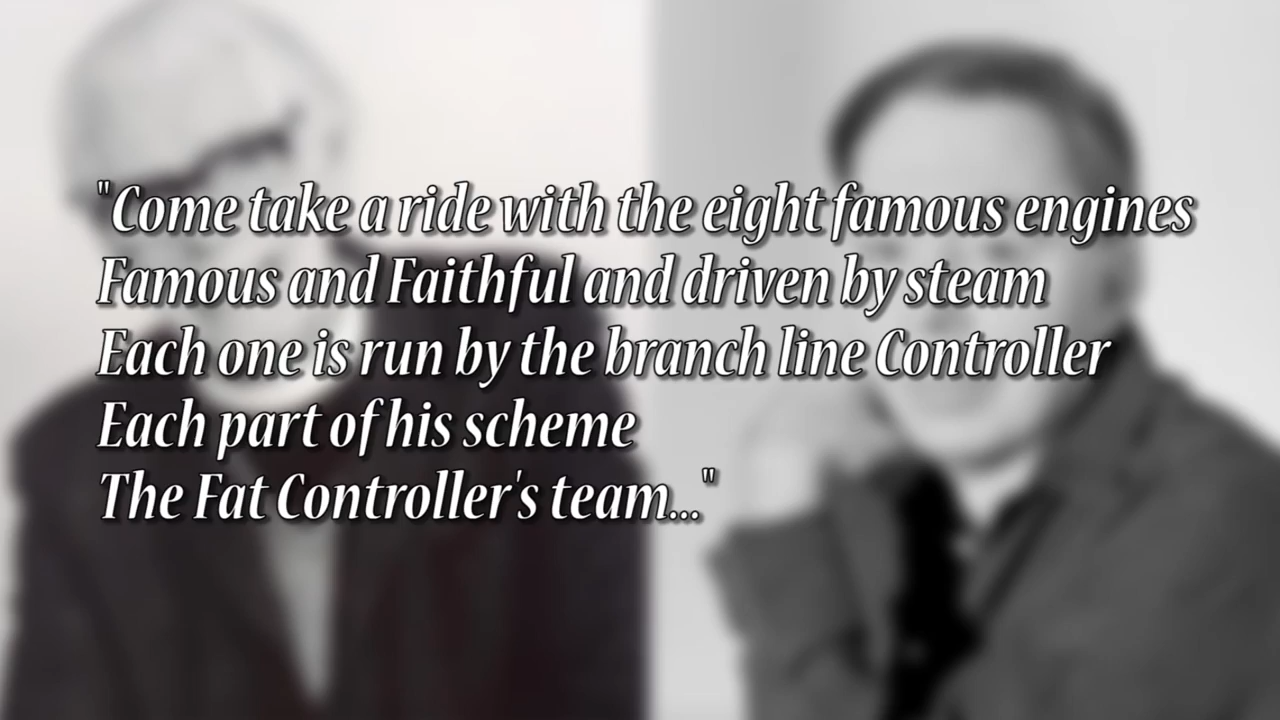 "Come take a ride with the eight famous engines
Famous and Faithful and driven by steam
Each one is run by the branch line Controller
Each part of his scheme
The Fat Controller's team..."